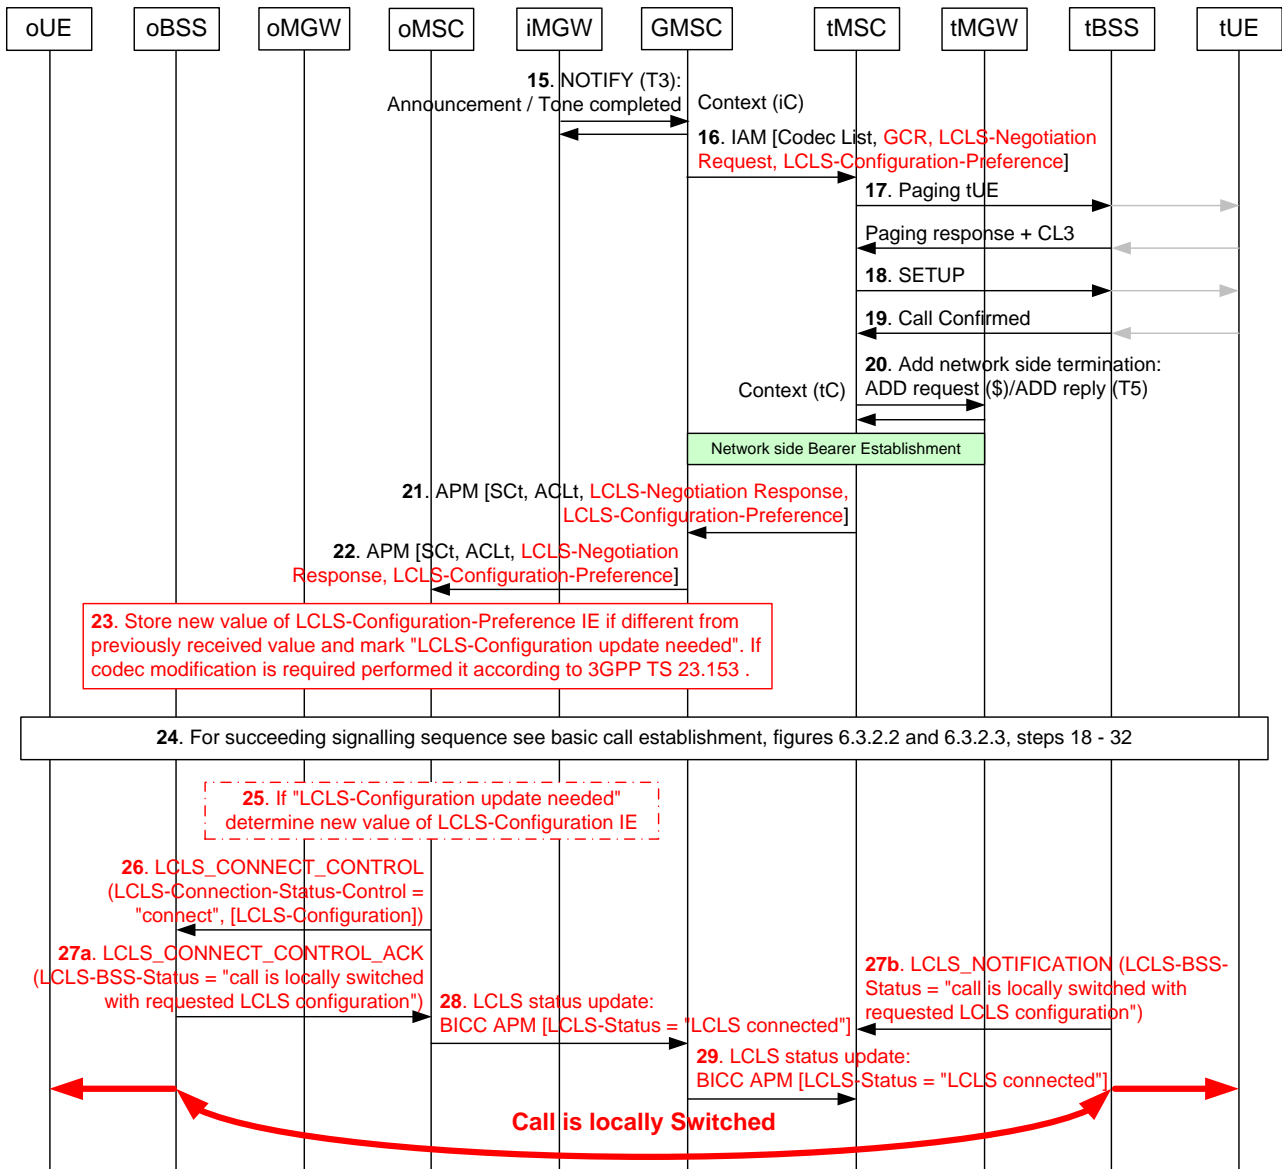 oUE oBSS oMGW oMSC iMGW GMSC tMSC tMGW tBSS tUE
15. NOTIFY (T3):
Announcement / Tone completed
Context (iC)
16. IAM [Codec List, GCR, LCLS-Negotiation
Request, LCLS-Configuration-Preference]
17. Paging tUE
Paging response + CL3
18. SETUP
19. Call Confirmed
20. Add network side termination:
ADD request ($)/ADD reply (T5)
Context (tC)
Network side Bearer Establishment
21. APM [SCt, ACLt, LCLS-Negotiation Response,
LCLS-Configuration-Preference]
22. APM [SCt, ACLt, LCLS-Negotiation
Response, LCLS-Configuration-Preference]
23. Store new value of LCLS-Configuration-Preference IE if different from
previously received value and mark "LCLS-Configuration update needed". If
codec modification is required performed it according to 3GPP TS 23.153 .
24. For succeeding signalling sequence see basic call establishment, figures 6.3.2.2 and 6.3.2.3, steps 18 - 32
25. If "LCLS-Configuration update needed"
determine new value of LCLS-Configuration IE
26. LCLS_CONNECT_CONTROL
(LCLS-Connection-Status-Control =
"connect", [LCLS-Configuration])
27a. LCLS_CONNECT_CONTROL_ACK
(LCLS-BSS-Status = "call is locally switched
with requested LCLS configuration")
27b. LCLS_NOTIFICATION (LCLS-BSS-
Status = "call is locally switched with
requested LCLS configuration")
28. LCLS status update:
BICC APM [LCLS-Status = "LCLS connected"]
29. LCLS status update:
BICC APM [LCLS-Status = "LCLS connected"]
Call is locally Switched